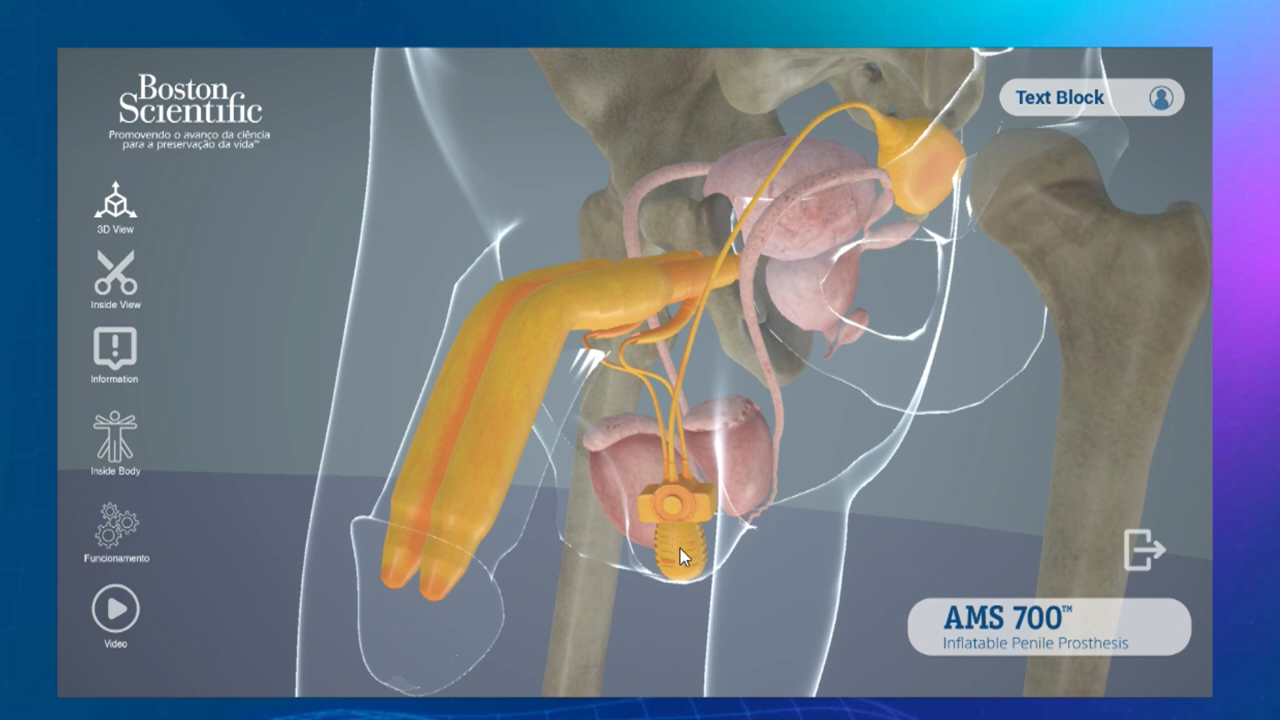 Boston
Scientific
Promovendo o avanço da ciência
para a preservação da vida™
Text Block
3D View
Inside View
Information
Inside Body
Funcionamento
Video
AMS 700™
Inflatable Penile Prosthesis